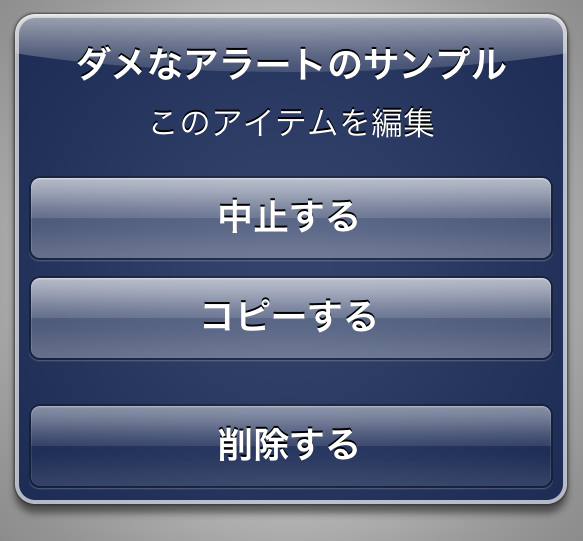 ダメなアラートのサンプル
このアイテムを編集
中止する
コピーする
削除する